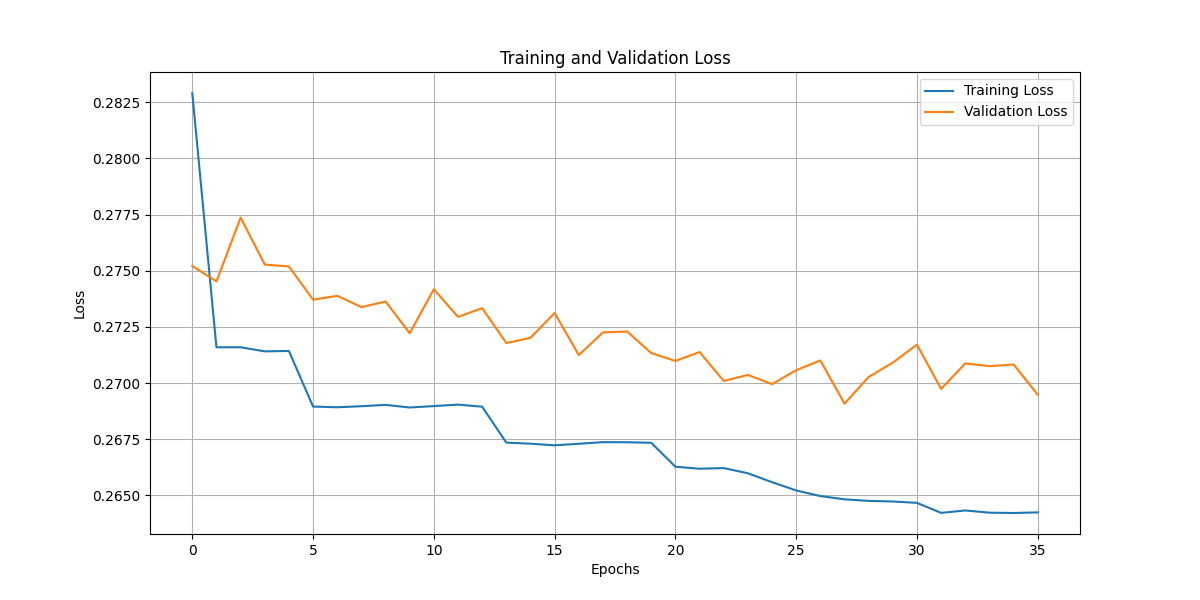 Training and Validation Loss
Training Loss
Validation Loss
0.2825
0.2800
0.2775
0.2750
0.2725
0.2700
0.2675
0.2650
Loss
0 5 10 15 20 25 30 35
Epochs